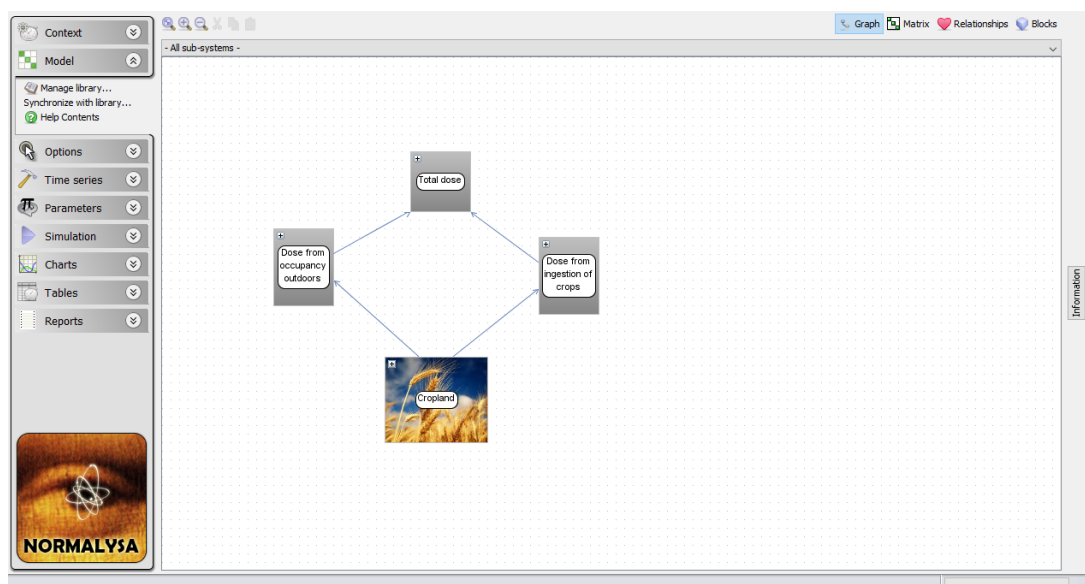 Context
Model
Manage library...
Synchronize with library...
Help Contents
Options
Time series
Parameters
Simulation
Charts
Tables
Reports
NORMALYSA
Graph Matrix Relationships Blocks
- All sub-systems -
Total dose
Dose from
occupancy
outdoors
Dose from
ingestion of
crops
Cropland
Information